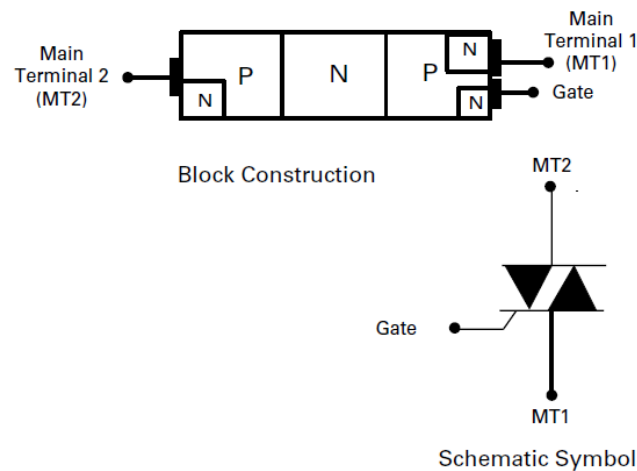 Main
Terminal 2
(MT2)
P
N
N
P
N
N
Main
Terminal 1
(MT1)
Gate
Block Construction
MT2
Gate
MT1
Schematic Symbol